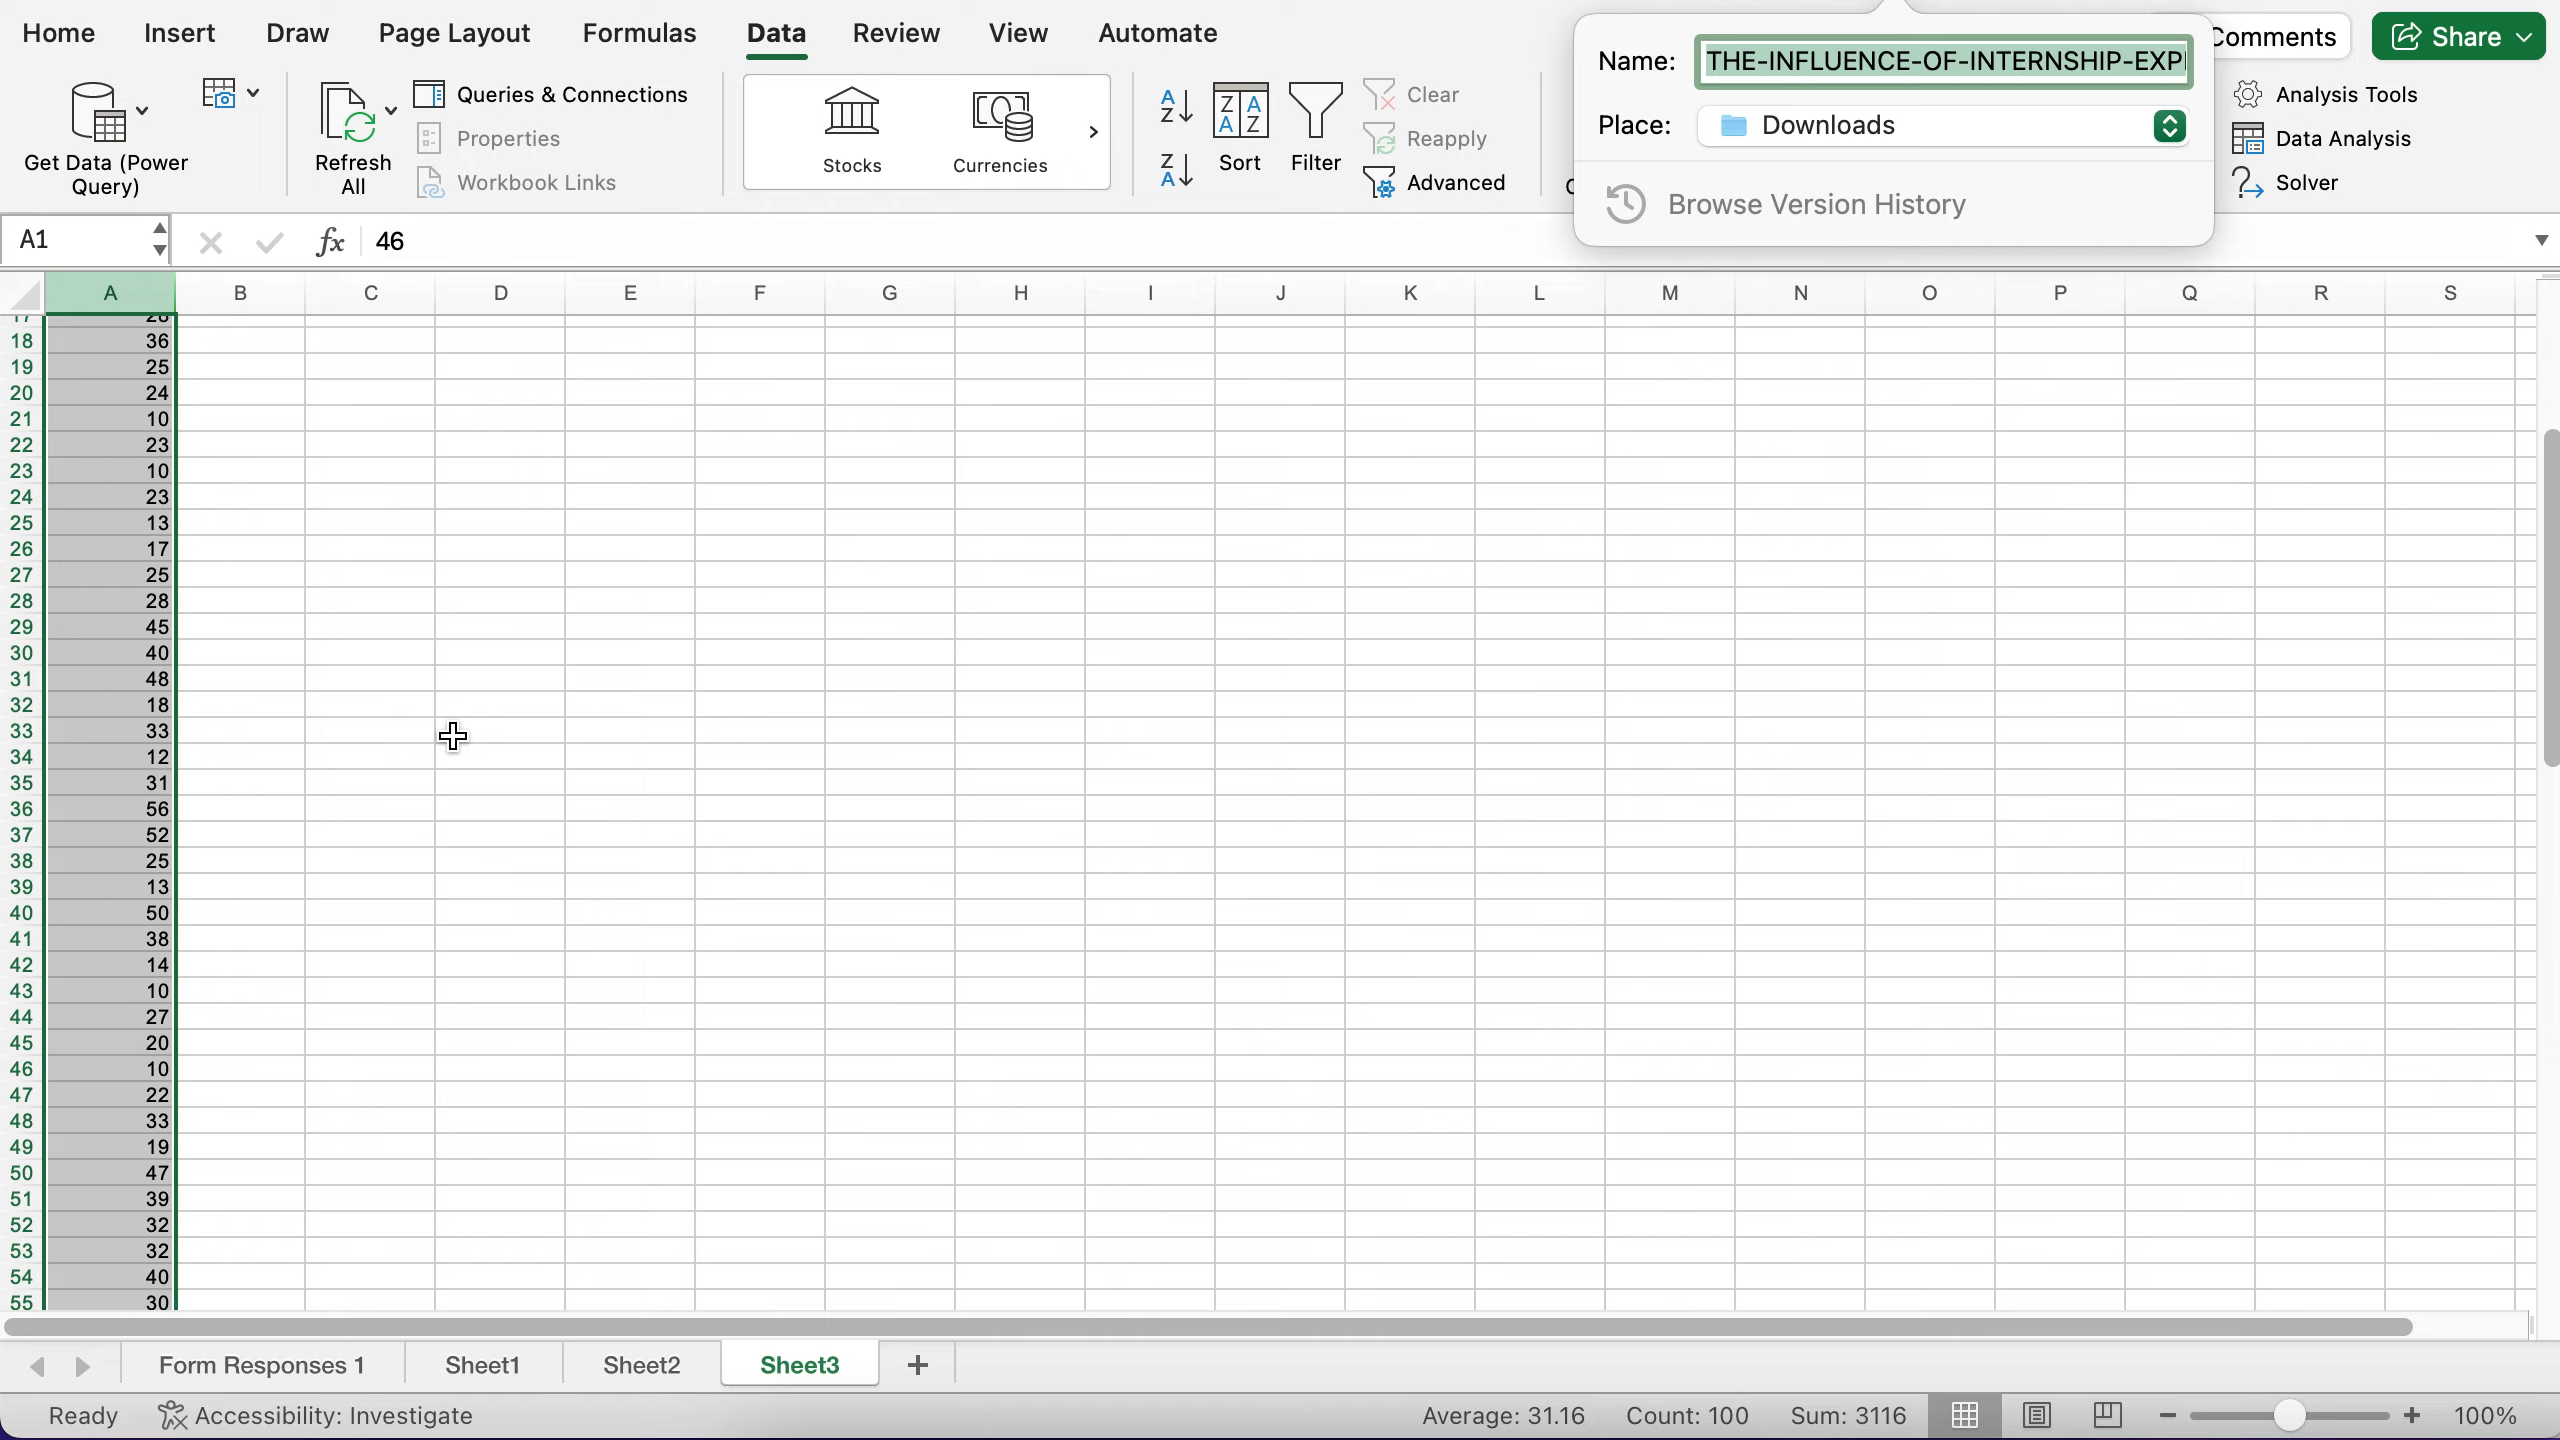 Home Insert Draw Page Layout Formulas Data Review View Automate
Comments Share
Name: THE-INFLUENCE-OF-INTERNSHIP-EXP
Place: Downloads
Browse Version History
Get Data (Power Query)
Refresh All
Queries & Connections
Properties
Workbook Links
Stocks
Currencies
Sort
Filter
Clear
Reapply
Advanced
Analysis Tools
Data Analysis
Solver
A1 fx 46
A B C D E F G H I J K L M N O P Q R S
18 36
19 25
20 24
21 10
22 23
23 10
24 23
25 13
26 17
27 25
28 28
29 45
30 40
31 48
32 18
33 33
34 12
35 31
36 56
37 52
38 25
39 13
40 50
41 38
42 14
43 10
44 27
45 20
46 10
47 22
48 33
49 19
50 47
51 39
52 32
53 32
54 40
55 30
Form Responses 1 Sheet1 Sheet2 Sheet3
Ready Accessibility: Investigate Average: 31.16 Count: 100 Sum: 3116 100%